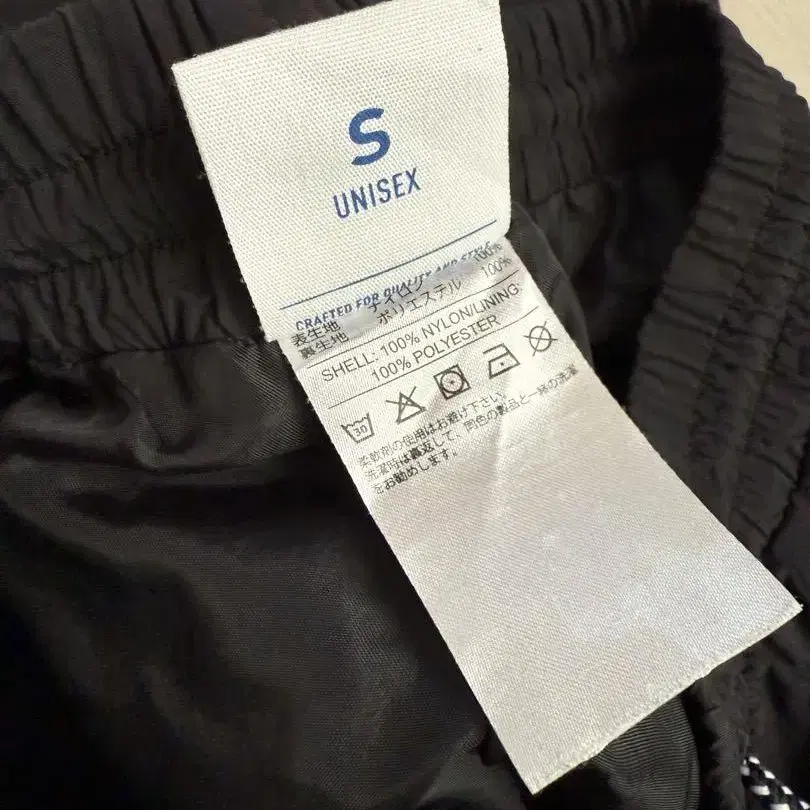 S
UNISEX
CRAFTED FOR QUALITY AND STYLE
表生地 ナイロン 100%
裏生地 ポリエステル 100%
SHELL: 100% NYLON/LINING:
100% POLYESTER
30
柔軟剤の使用はお避け下さい。
洗濯時は裏返して、同色の製品と一緒の洗濯
をお勧めします。